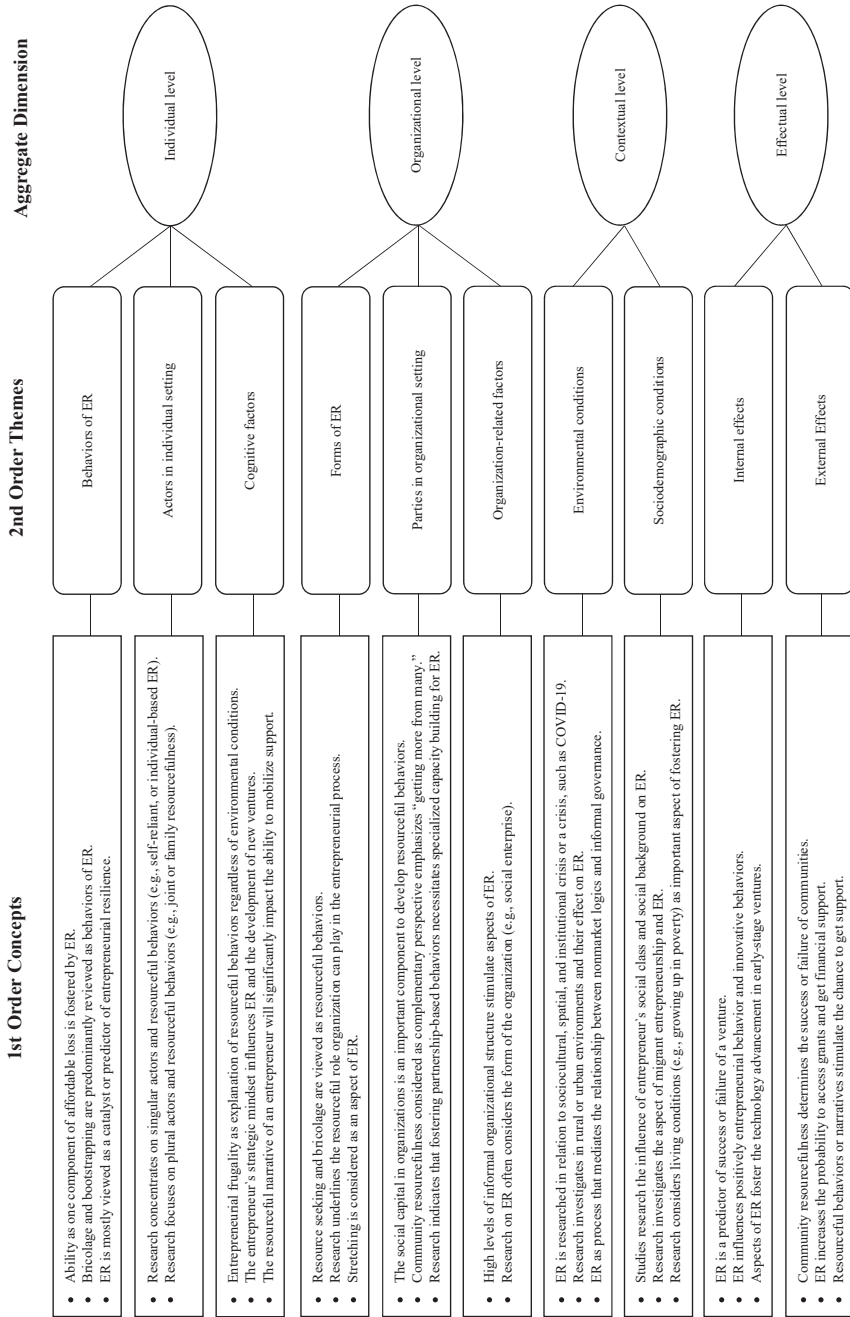 1st Order Concepts
2nd Order Themes
Aggregate Dimension
• Ability as one component of affordable loss is fostered by ER.
• Bricolage and bootstrapping are predominantly reviewed as behaviors of ER.
• ER is mostly viewed as a catalyst or predictor of entrepreneurial resilience.
Behaviors of ER
• Research concentrates on singular actors and resourceful behaviors (e.g., self-reliant, or individual-based ER).
• Research focuses on plural actors and resourceful behaviors (e.g., joint or family resourcefulness).
Actors in individual setting
Individual level
• Entrepreneurial frugality as explanation of resourceful behaviors regardless of environmental conditions.
• The entrepreneur's strategic mindset influences ER and the development of new ventures.
• The resourceful narrative of an entrepreneur will significantly impact the ability to mobilize support.
Cognitive factors
• Resource seeking and bricolage are viewed as resourceful behaviors.
• Research underlines the resourceful role organization can play in the entrepreneurial process.
• Stretching is considered as an aspect of ER.
Forms of ER
• The social capital in organizations is an important component to develop resourceful behaviors.
• Community resourcefulness considered as complementary perspective emphasizes “getting more from many.”
• Research indicates that fostering partnership-based behaviors necessitates specialized capacity building for ER.
Parties in organizational setting
Organizational level
• High levels of informal organizational structure stimulate aspects of ER.
• Research on ER often considers the form of the organization (e.g., social enterprise).
Organization-related factors
• ER is researched in relation to sociocultural, spatial, and institutional crisis or a crisis, such as COVID-19.
• Research investigates in rural or urban environments and their effect on ER.
• ER as process that mediates the relationship between nonmarket logics and informal governance.
Environmental conditions
Contextual level
• Studies research the influence of entrepreneur's social class and social background on ER.
• Research investigates the aspect of migrant entrepreneurship and ER.
• Research considers living conditions (e.g., growing up in poverty) as important aspect of fostering ER.
Sociodemographic conditions
• ER is a predictor of success or failure of a venture.
• ER influences positively entrepreneurial behavior and innovative behaviors.
• Aspects of ER foster the technology advancement in early-stage ventures.
Internal effects
Effectual level
• Community resourcefulness determines the success or failure of communities.
• ER increases the probability to access grants and get financial support.
• Resourceful behaviors or narratives stimulate the chance to get support.
External Effects